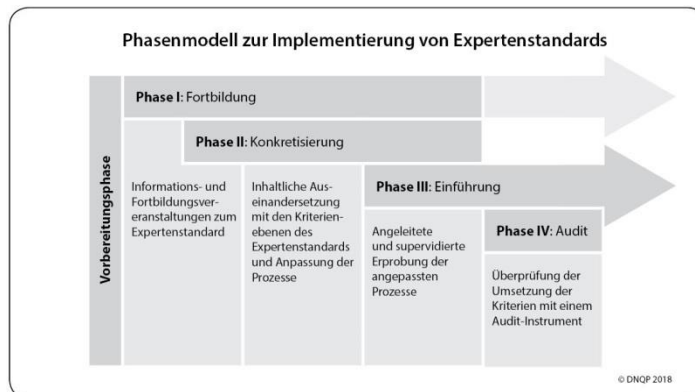 Phasenmodell zur Implementierung von Expertenstandards
Vorbereitungsphase
Phase I: Fortbildung
Phase II: Konkretisierung
Informations- und
Fortbildungsver-
eranstaltungen zum
Expertenstandard
Inhaltliche Aus-
einandersetzung
mit den Kriterien-
ebenen des
Expertenstandards
und Anpassung der
Prozesse
Phase III: Einführung
Angeleitete
und supervidierte
Erprobung der
angepassten
Prozesse
Phase IV: Audit
Überprüfung der
Umsetzung der
Kriterien mit einem
Audit-Instrument
© DNQP 2018